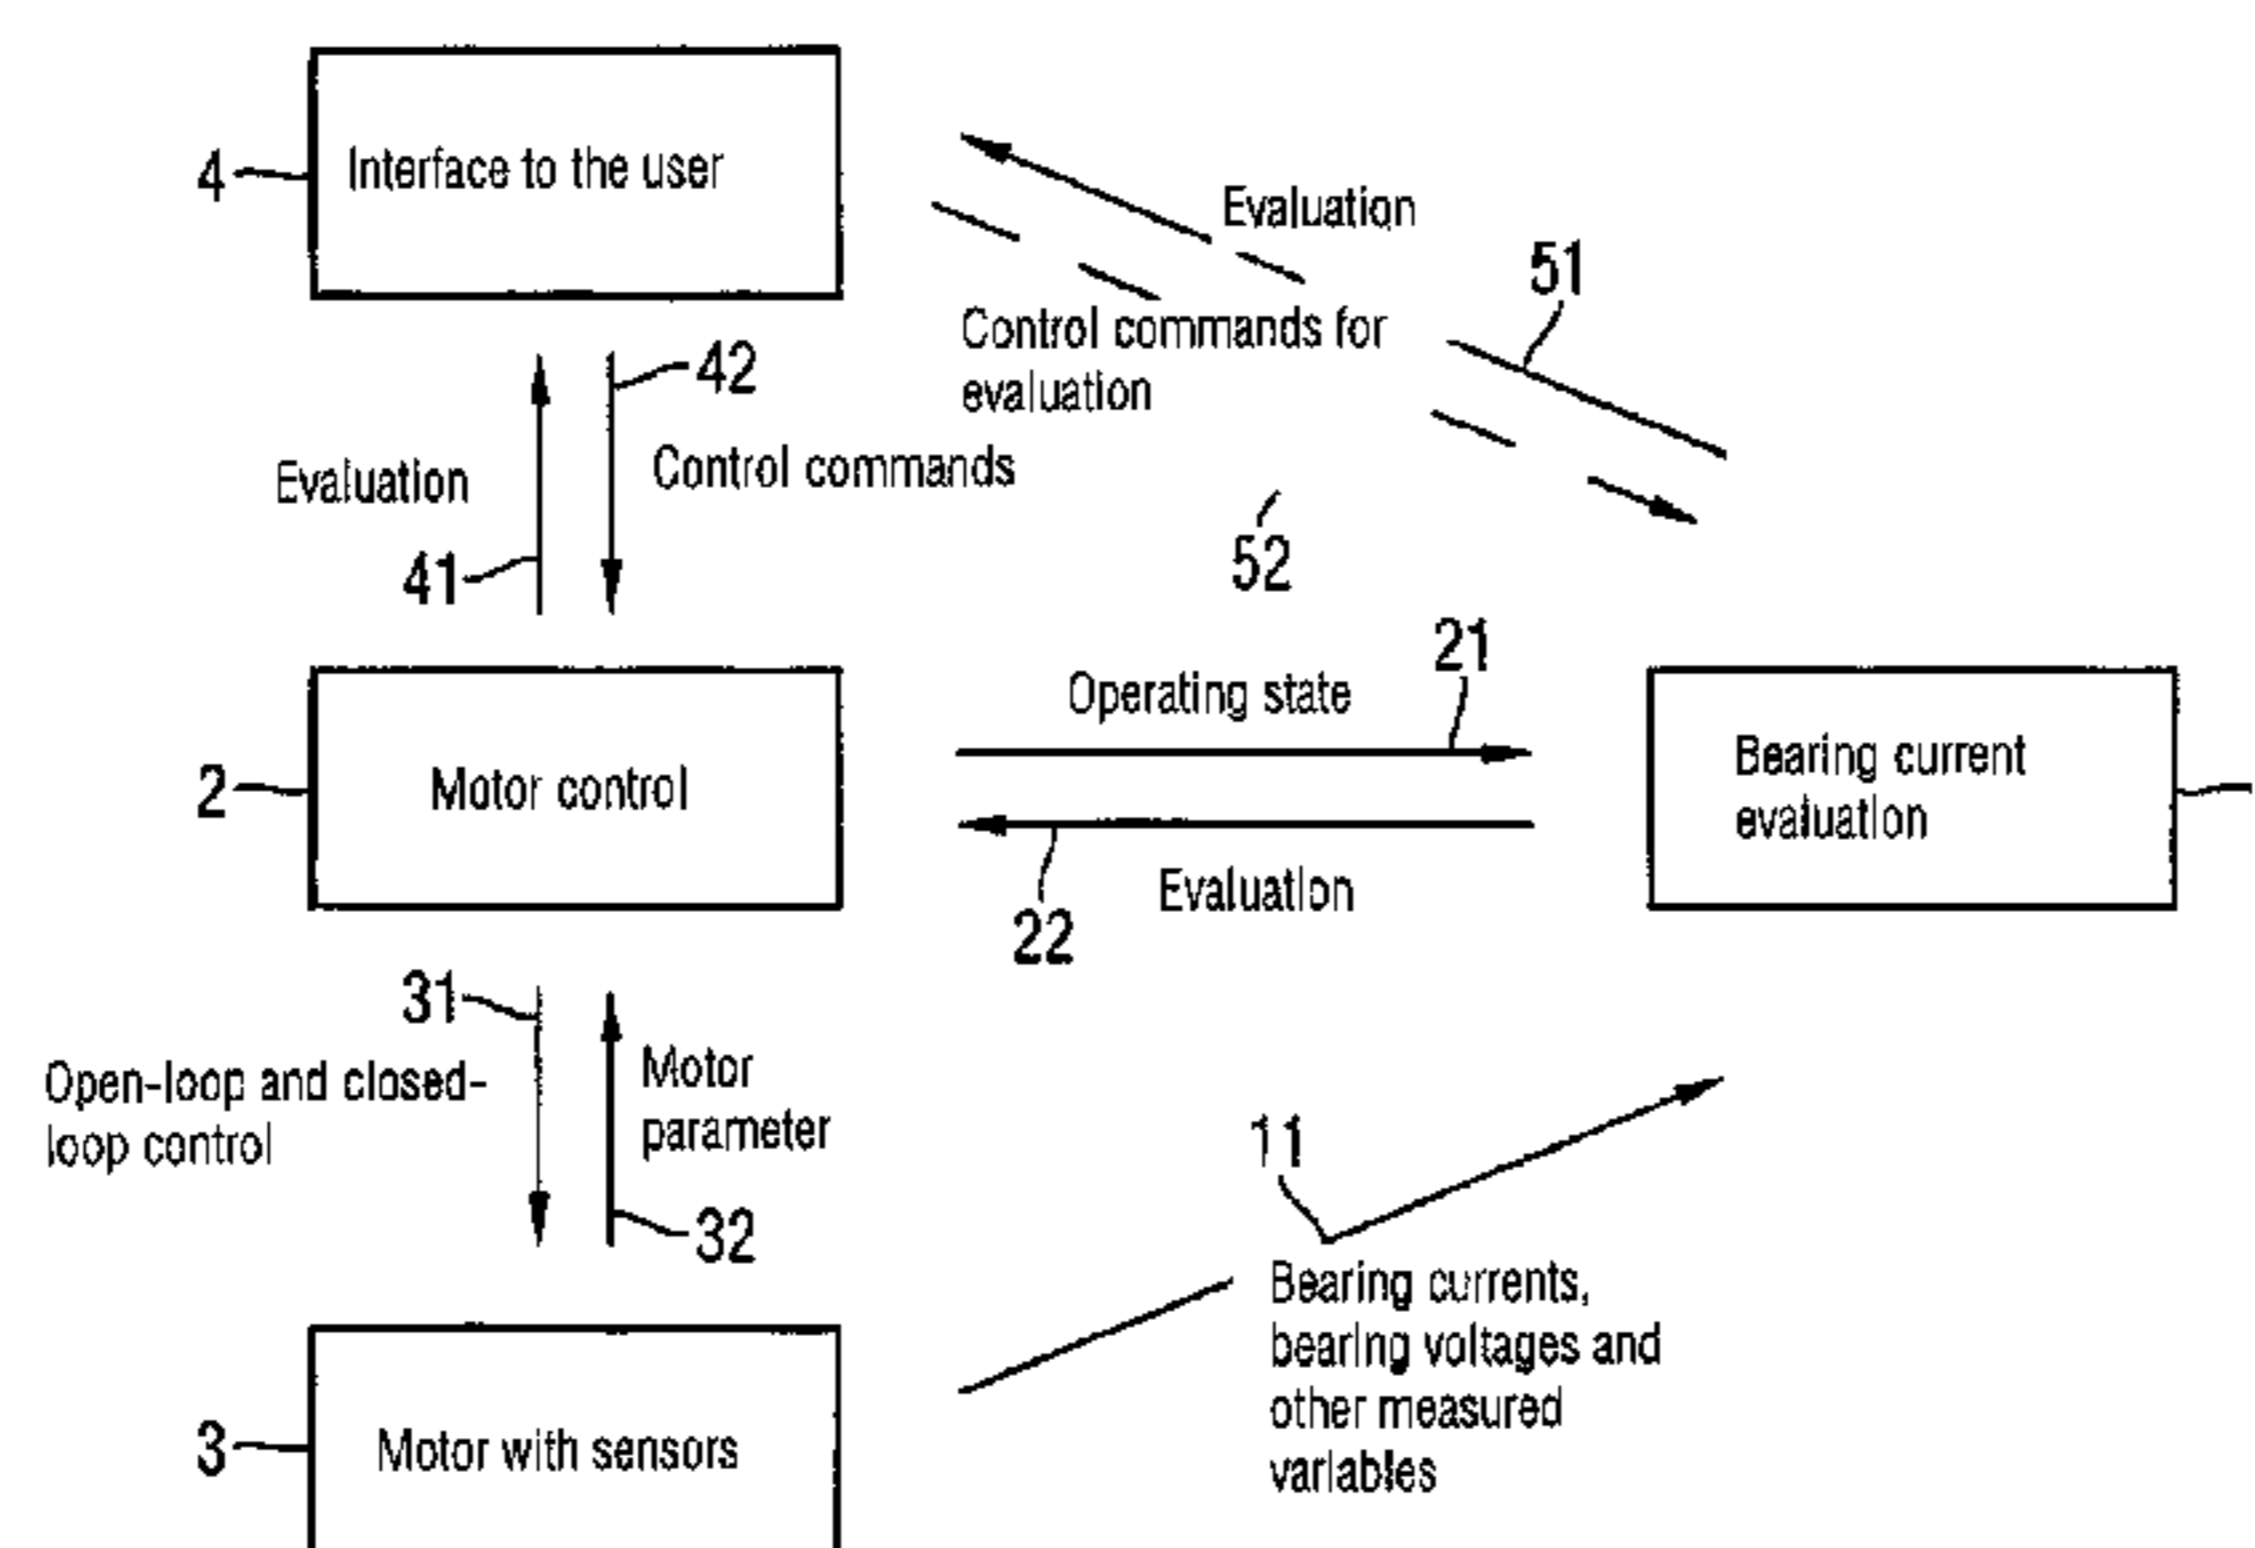 4
Interface to the user
Evaluation
51
Control commands for
evaluation
42
Evaluation
Control commands
41
52
21
Operating state
2
Motor control
Bearing current
evaluation
Evaluation
22
31
Open-loop and closed-
loop control
Motor
parameter
32
11
Bearing currents,
bearing voltages and
other measured
variables
3
Motor with sensors